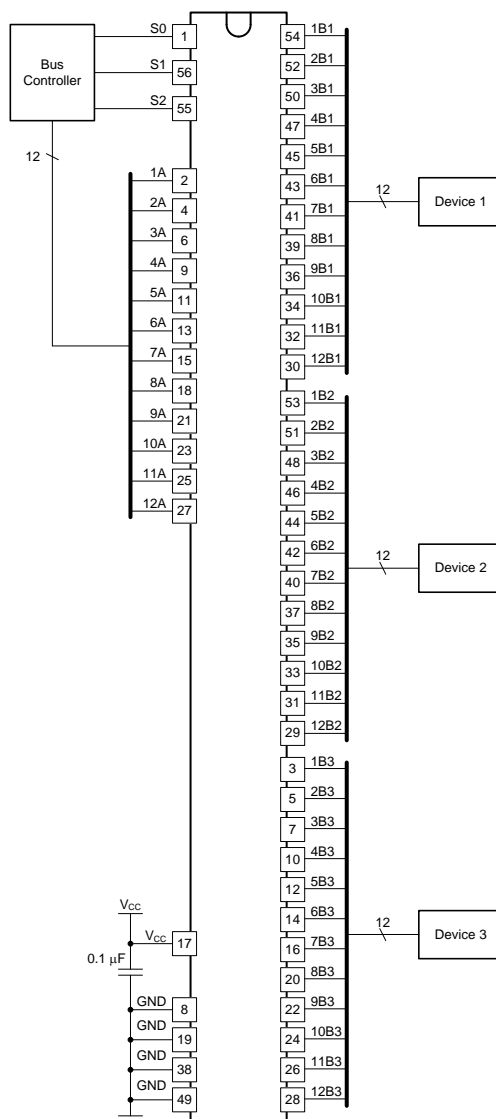 Bus
Controller
S0 1
S1 56
S2 55
12
1A 2
2A 4
3A 6
4A 9
5A 11
6A 13
7A 15
8A 18
9A 21
10A 23
11A 25
12A 27
VCC
VCC 17
0.1 μF
GND 8
GND 19
GND 38
GND 49
54 1B1
52 2B1
50 3B1
47 4B1
45 5B1
43 6B1
41 7B1
39 8B1
36 9B1
34 10B1
32 11B1
30 12B1
12
Device 1
53 1B2
51 2B2
48 3B2
46 4B2
44 5B2
42 6B2
40 7B2
37 8B2
35 9B2
33 10B2
31 11B2
29 12B2
12
Device 2
3 1B3
5 2B3
7 3B3
10 4B3
12 5B3
14 6B3
16 7B3
20 8B3
22 9B3
24 10B3
26 11B3
28 12B3
12
Device 3